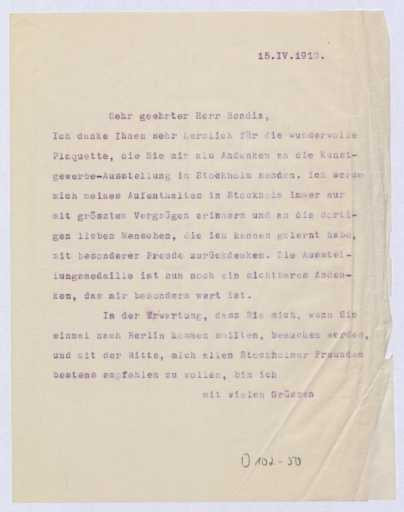 15.IV.1910.
Sehr geehrter Herr Bendix,
Ich danke Ihnen sehr herzlich für die wundervolle
Plaquette, die Sie mir als Andenken an die Kunst-
gewerbe-Ausstellung in Stockholm senden. Ich werde
mich meines Aufenthaltes in Stockholm immer nur
mit grösstem Vergnügen erinnern und an die dorti-
gen lieben Menschen, die ich kennen gelernt habe,
mit besonderer Freude zurückdenken. Die Ausstel-
lungsmedaille ist nun noch ein sichtbares Anden-
ken, das mir besonders wert ist.
In der Erwartung, dass Sie mich, wenn Sie
einmal nach Berlin kommen sollten, besuchen werden,
und mit der Bitte, mich allen Stockholmer Freunden
bestens empfehlen zu wollen, bin ich
mit vielen Grüssen
D 102-50